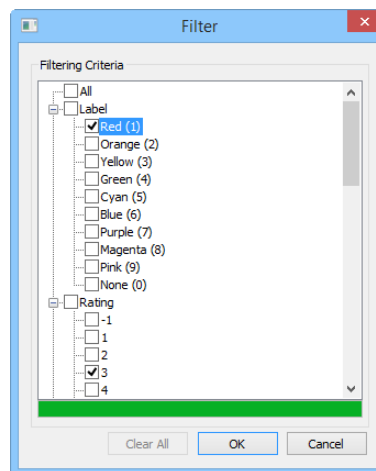 Filter
Filtering Criteria
All
Label
Red (1)
Orange (2)
Yellow (3)
Green (4)
Cyan (5)
Blue (6)
Purple (7)
Magenta (8)
Pink (9)
None (0)
Rating
-1
1
2
3
4
Clear All
OK
Cancel